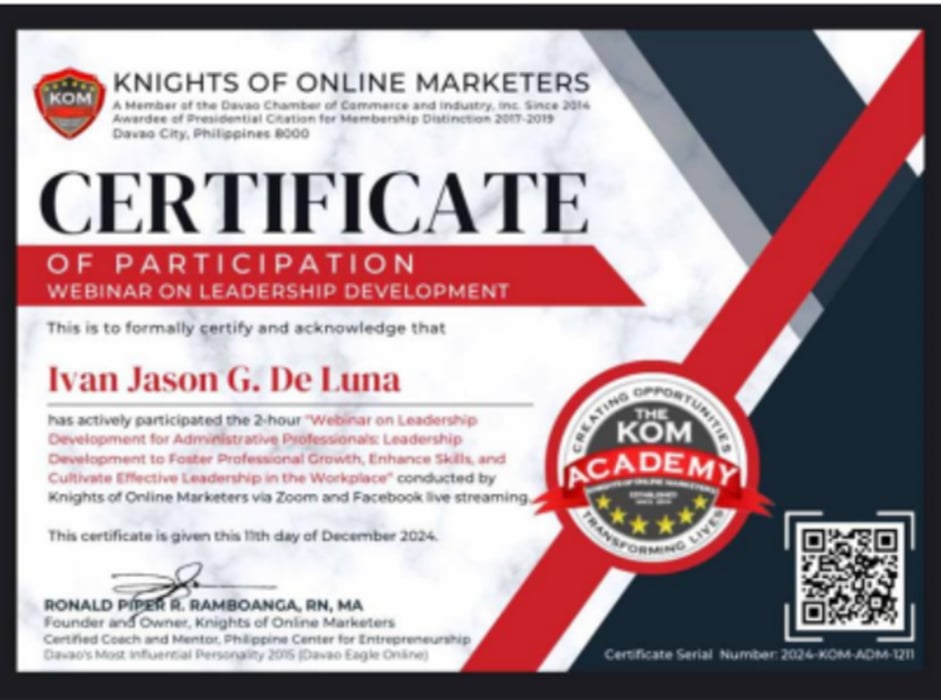 KOM
KNIGHTS OF ONLINE MARKETERS
A Member of the Davao Chamber of Commerce and Industry, Inc. Since 2014
Awardee of Presidential Citation for Membership Distinction 2017-2019
Davao City, Philippines 8000
CERTIFICATE
OF PARTICIPATION
WEBINAR ON LEADERSHIP DEVELOPMENT
This is to formally certify and acknowledge that
Ivan Jason G. De Luna
has actively participated the 2-hour "Webinar on Leadership
Development for Administrative Professionals: Leadership
Development to Foster Professional Growth, Enhance Skills, and
Cultivate Effective Leadership in the Workplace" conducted by
Knights of Online Marketers via Zoom and Facebook live streaming.
This certificate is given this 11th day of December 2024.
CREATING OPPORTUNITIES
THE
KOM
ACADEMY
KNIGHTS OF ONLINE MARKETERS
ESTABLISHED
TRANSFORMING LIVES
RONALD PIPER R. RAMBOANGA, RN, MA
Founder and Owner, Knights of Online Marketers
Certified Coach and Mentor, Philippine Center for Entrepreneurship
Davao's Most Influential Personality 2015 (Davao Eagle Online)
Certificate Serial Number: 2024-KOM-ADM-1211